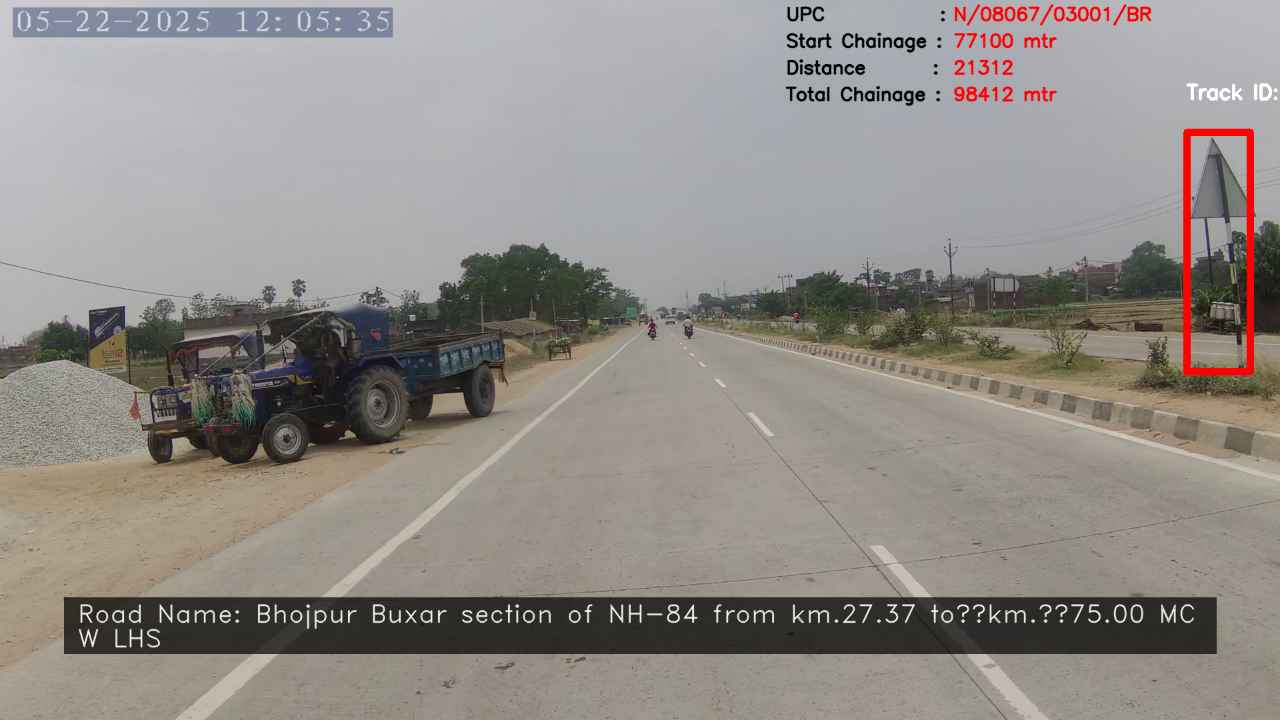 05-22-2025 12:05:35
UPC : N/08067/03001/BR
Start Chainage : 77100 mtr
Distance : 21312
Total Chainage : 98412 mtr
Track ID:
Road Name: Bhojpur Buxar section of NH-84 from km.27.37 to??km.??75.00 MC
W LHS